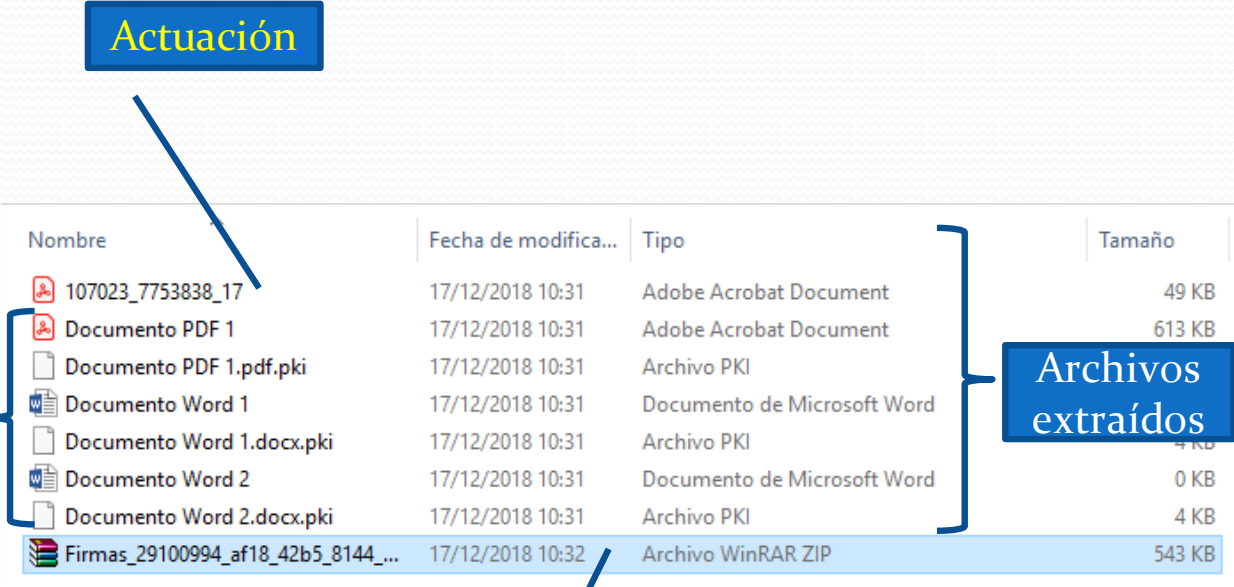 Actuación
Nombre Fecha de modifica... Tipo Tamaño
107023_7753838_17 17/12/2018 10:31 Adobe Acrobat Document 49 KB
Documento PDF 1 17/12/2018 10:31 Adobe Acrobat Document 613 KB
Documento PDF 1.pdf.pki 17/12/2018 10:31 Archivo PKI
Documento Word 1 17/12/2018 10:31 Documento de Microsoft Word
Documento Word 1.docx.pki 17/12/2018 10:31 Archivo PKI 4 KB
Documento Word 2 17/12/2018 10:31 Documento de Microsoft Word 0 KB
Documento Word 2.docx.pki 17/12/2018 10:31 Archivo PKI 4 KB
Firmas_29100994_af18_42b5_8144_... 17/12/2018 10:32 Archivo WinRAR ZIP 543 KB
Archivos
extraídos